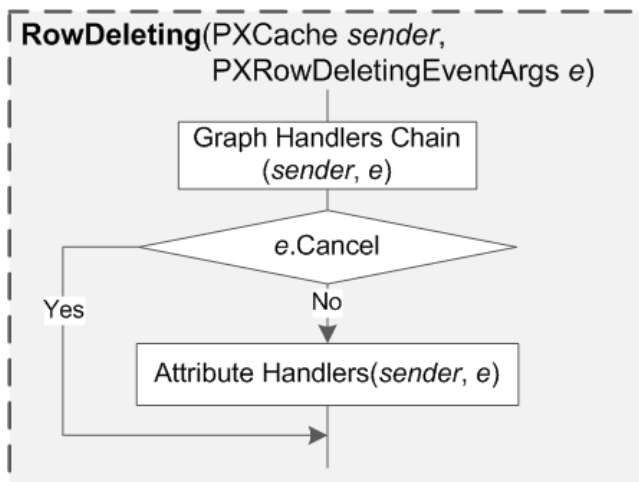 RowDeleting(PXCache sender,
PXRowDeletingEventArgs e)
Graph Handlers Chain
(sender, e)
e.Cancel
Yes
No
Attribute Handlers(sender, e)